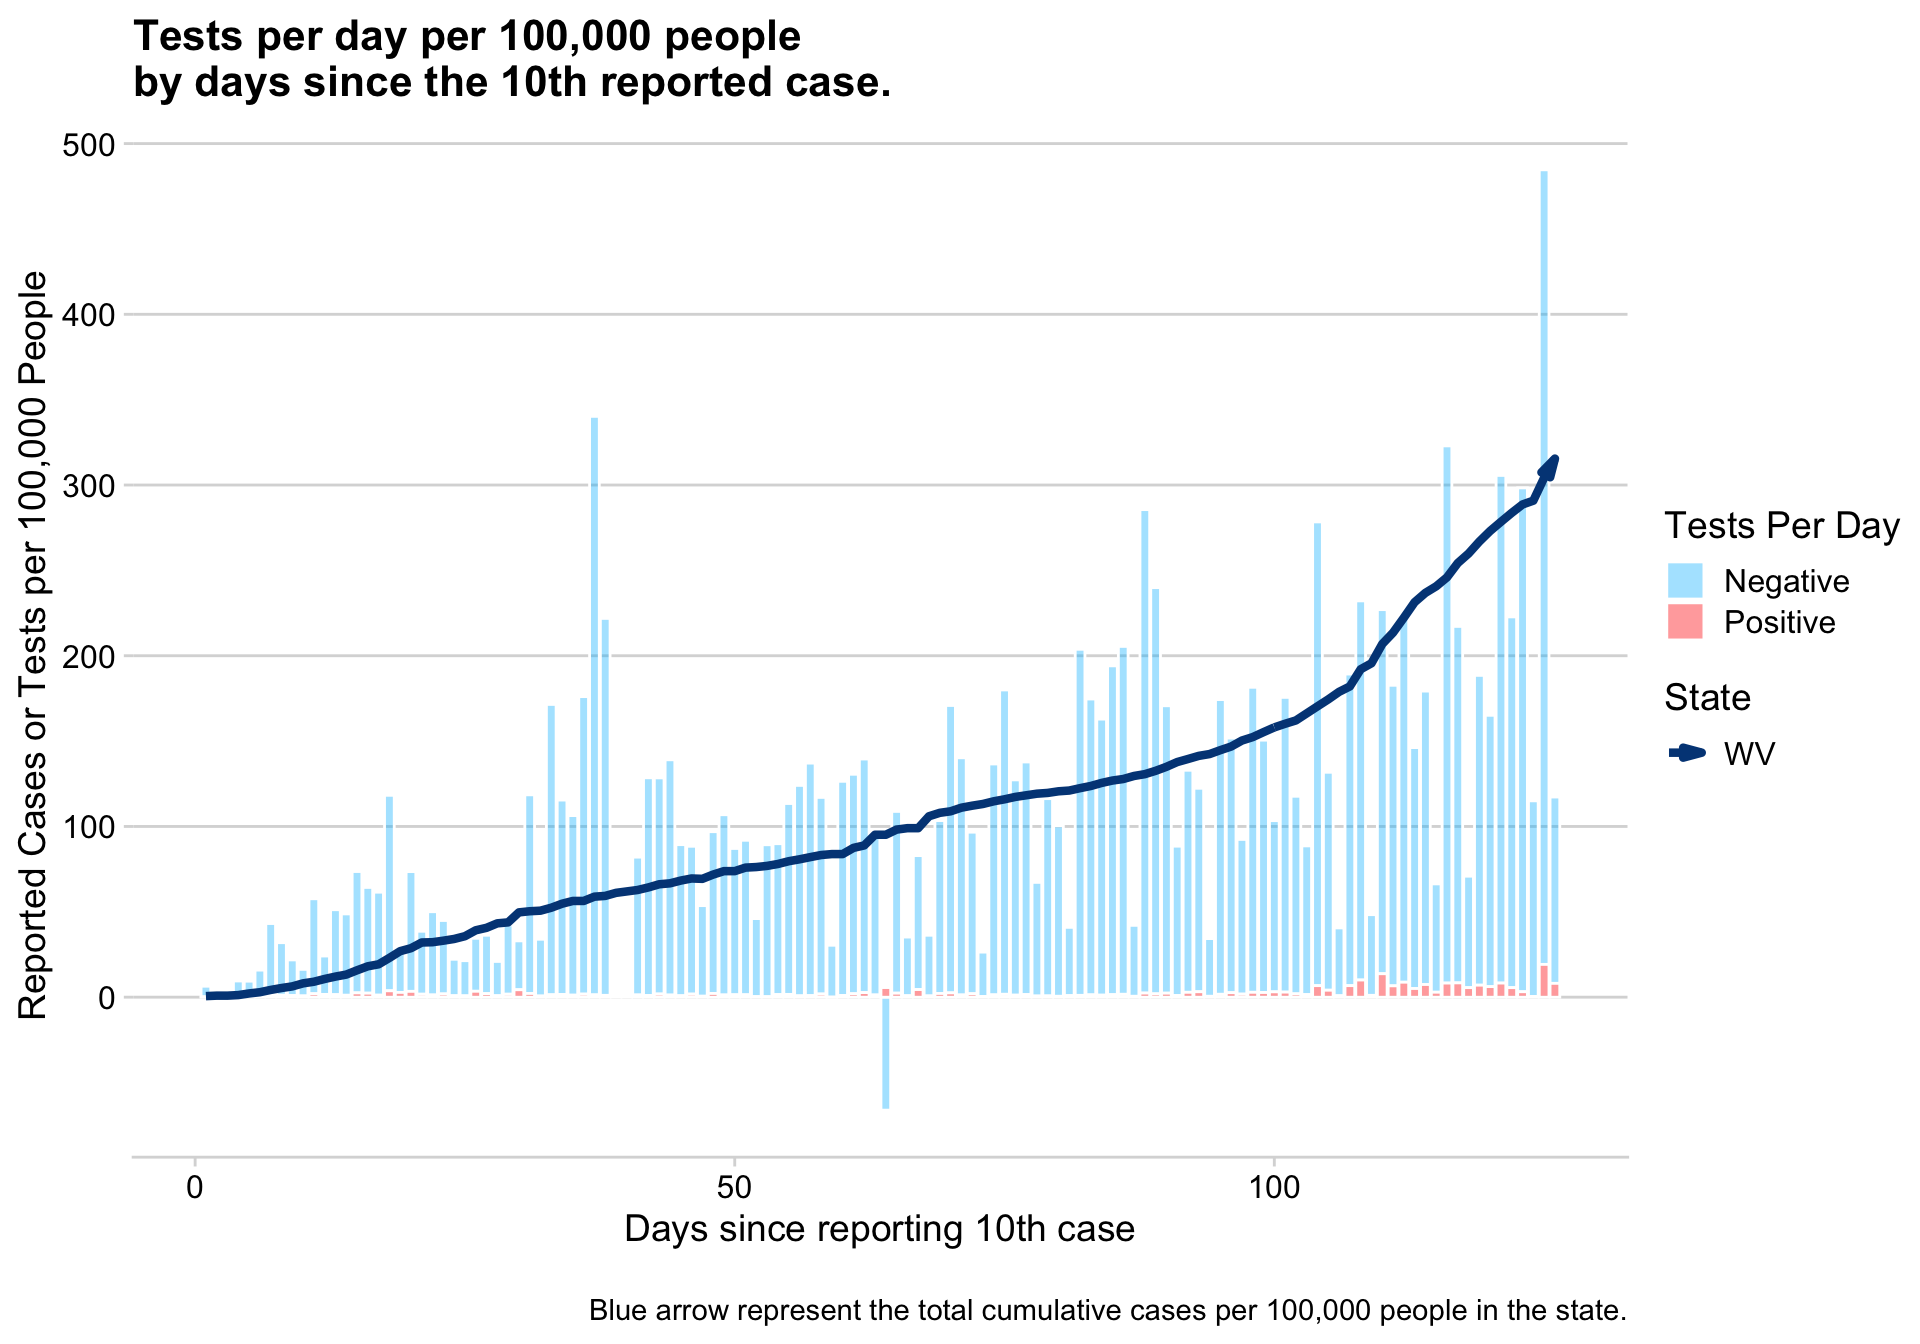 Tests per day per 100,000 people
by days since the 10th reported case.
Reported Cases or Tests per 100,000 People
500
400
300
200
100
0
0
50
100
Days since reporting 10th case
Tests Per Day
Negative
Positive
State
WV
Blue arrow represent the total cumulative cases per 100,000 people in the state.